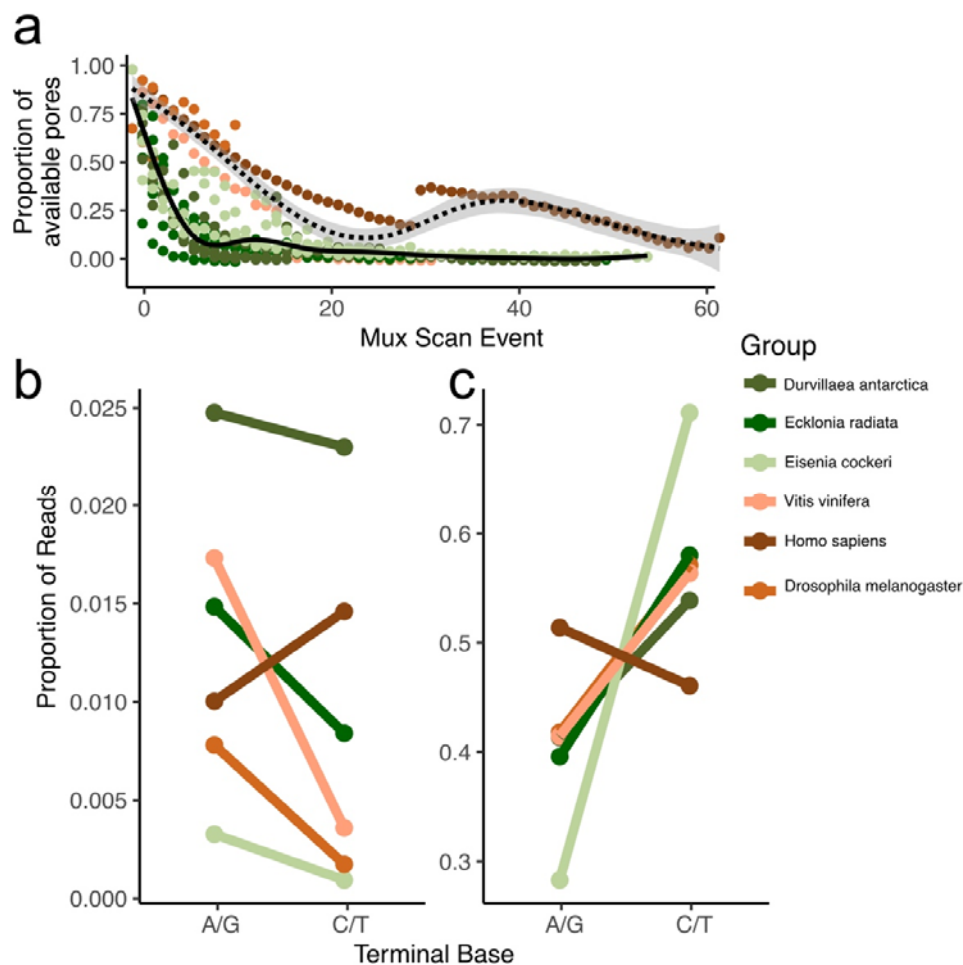 a
Proportion of
available pores
1.00
0.75
0.50
0.25
0.00
0
20
40
60
Mux Scan Event
b
c
Group
Durvillaea antarctica
Ecklonia radiata
Eisenia cockeri
Vitis vinifera
Homo sapiens
Drosophila melanogaster
Proportion of Reads
0.025
0.020
0.015
0.010
0.005
0.000
0.7
0.6
0.5
0.4
0.3
A/G
C/T
A/G
C/T
Terminal Base